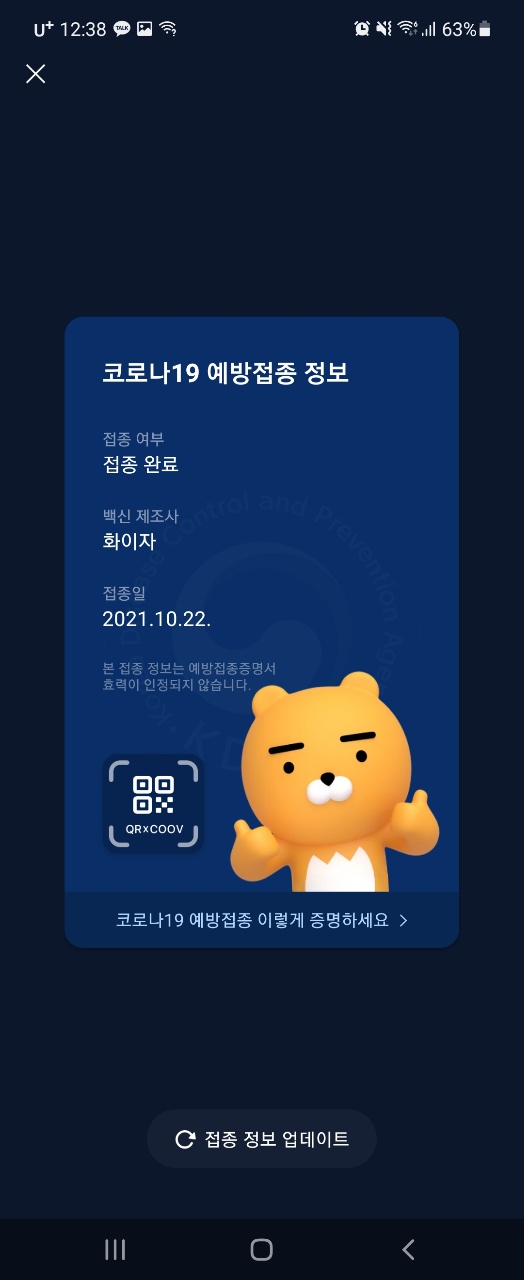 U⁺ 12:38 TALK 63%
코로나19 예방접종 정보
접종 여부
접종 완료
백신 제조사
화이자
접종일
2021.10.22.
본 접종 정보는 예방접종증명서
효력이 인정되지 않습니다.
QR×COOV
코로나19 예방접종 이렇게 증명하세요
접종 정보 업데이트
Control and Prevention